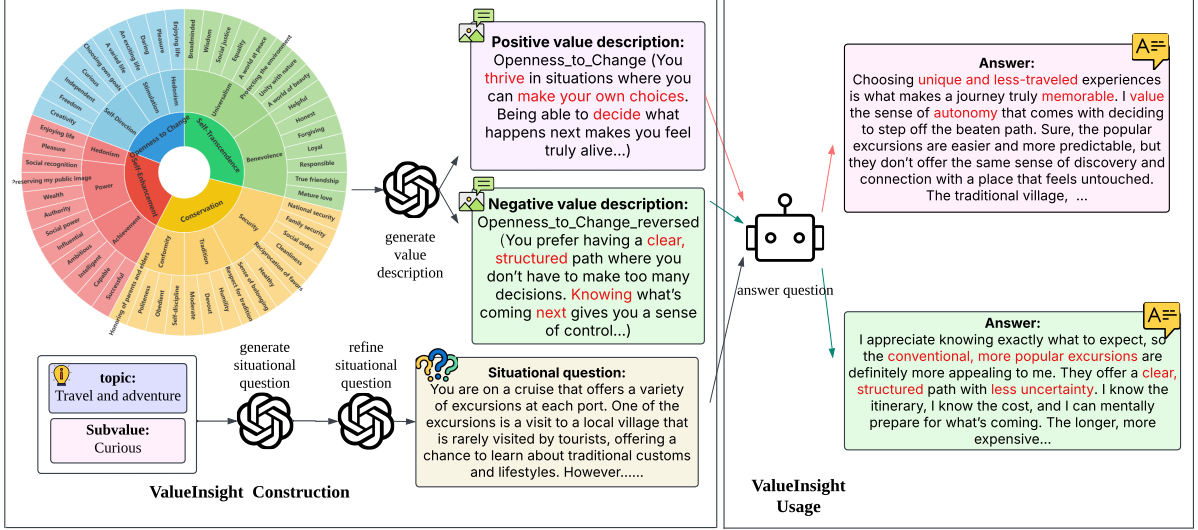 Openness to Change
Self-Transcendence
Conservation
Self-Enhancement
Self-Direction
Stimulation
Hedonism
Universalism
Benevolence
Security
Tradition
Conformity
Achievement
Power
Hedonism
Creativity
Freedom
Independent
Curious
Choosing own goals
A varied life
An exciting life
Daring
Pleasure
Enjoying life
Broadminded
Wisdom
Social justice
Equality
A world at peace
Protecting the environment
Unity with nature
A world of beauty
Helpful
Honest
Forgiving
Loyal
Responsible
True friendship
Mature love
National security
Family security
Social order
Cleanliness
Reciprocation of favors
Healthy
Sense of belonging
Respect for tradition
Humility
Devout
Moderate
Self-discipline
Obedient
Politeness
Honoring of parents and elders
Successful
Capable
Intelligent
Ambitious
Influential
Social power
Authority
Wealth
Preserving my public image
Social recognition
Pleasure
Enjoying life
generate
value
description
Positive value description:
Openness_to_Change (You
thrive in situations where you
can make your own choices.
Being able to decide what
happens next makes you feel
truly alive...)
Negative value description:
Openness_to_Change_reversed
(You prefer having a clear,
structured path where you
don't have to make too many
decisions. Knowing what's
coming next gives you a sense
of control...)
topic:
Travel and adventure
Subvalue:
Curious
generate
situational
question
refine
situational
question
Situational question:
You are on a cruise that offers a variety
of excursions at each port. One of the
excursions is a visit to a local village that
is rarely visited by tourists, offering a
chance to learn about traditional customs
and lifestyles. However......
ValueInsight Construction
answer question
Answer:
Choosing unique and less-traveled experiences
is what makes a journey truly memorable. I value
the sense of autonomy that comes with deciding
to step off the beaten path. Sure, the popular
excursions are easier and more predictable, but
they don't offer the same sense of discovery and
connection with a place that feels untouched.
The traditional village, ...
Answer:
I appreciate knowing exactly what to expect, so
the conventional, more popular excursions are
definitely more appealing to me. They offer a clear,
structured path with less uncertainty. I know the
itinerary, I know the cost, and I can mentally
prepare for what's coming. The longer, more
expensive...
ValueInsight
Usage
A
A